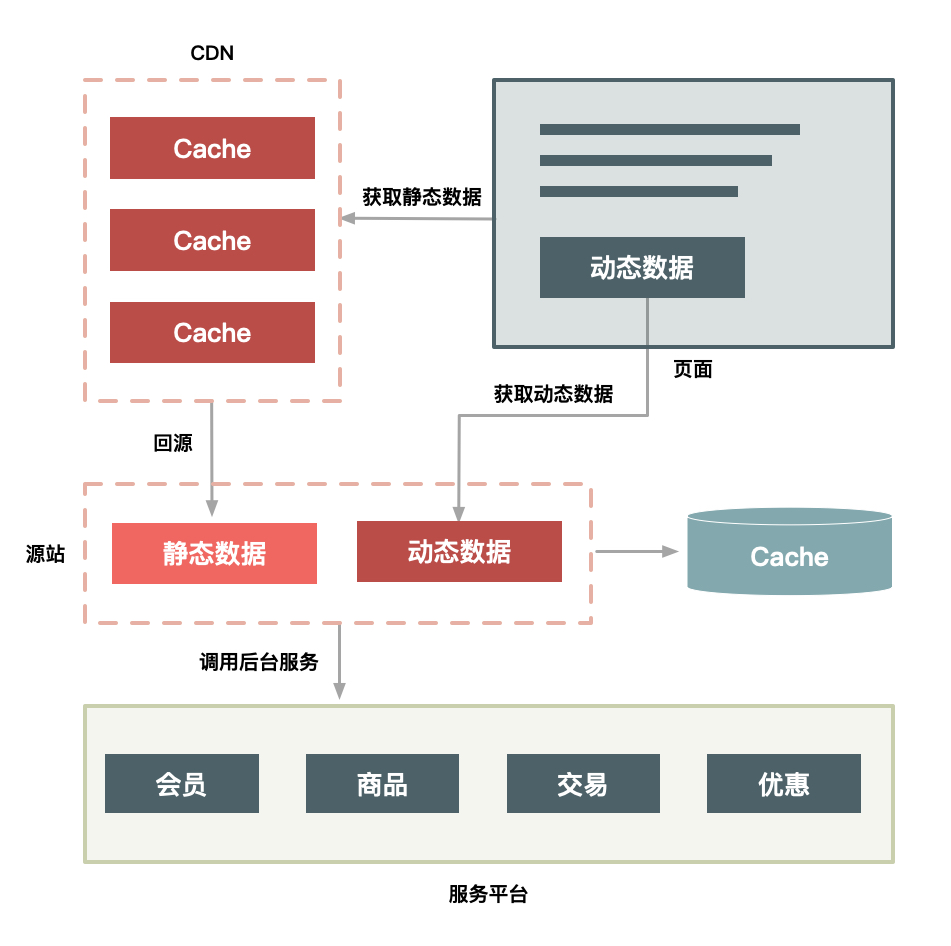 CDN
Cache
Cache
Cache
获取静态数据
动态数据
页面
获取动态数据
回源
源站
静态数据
动态数据
Cache
调用后台服务
会员
商品
交易
优惠
服务平台